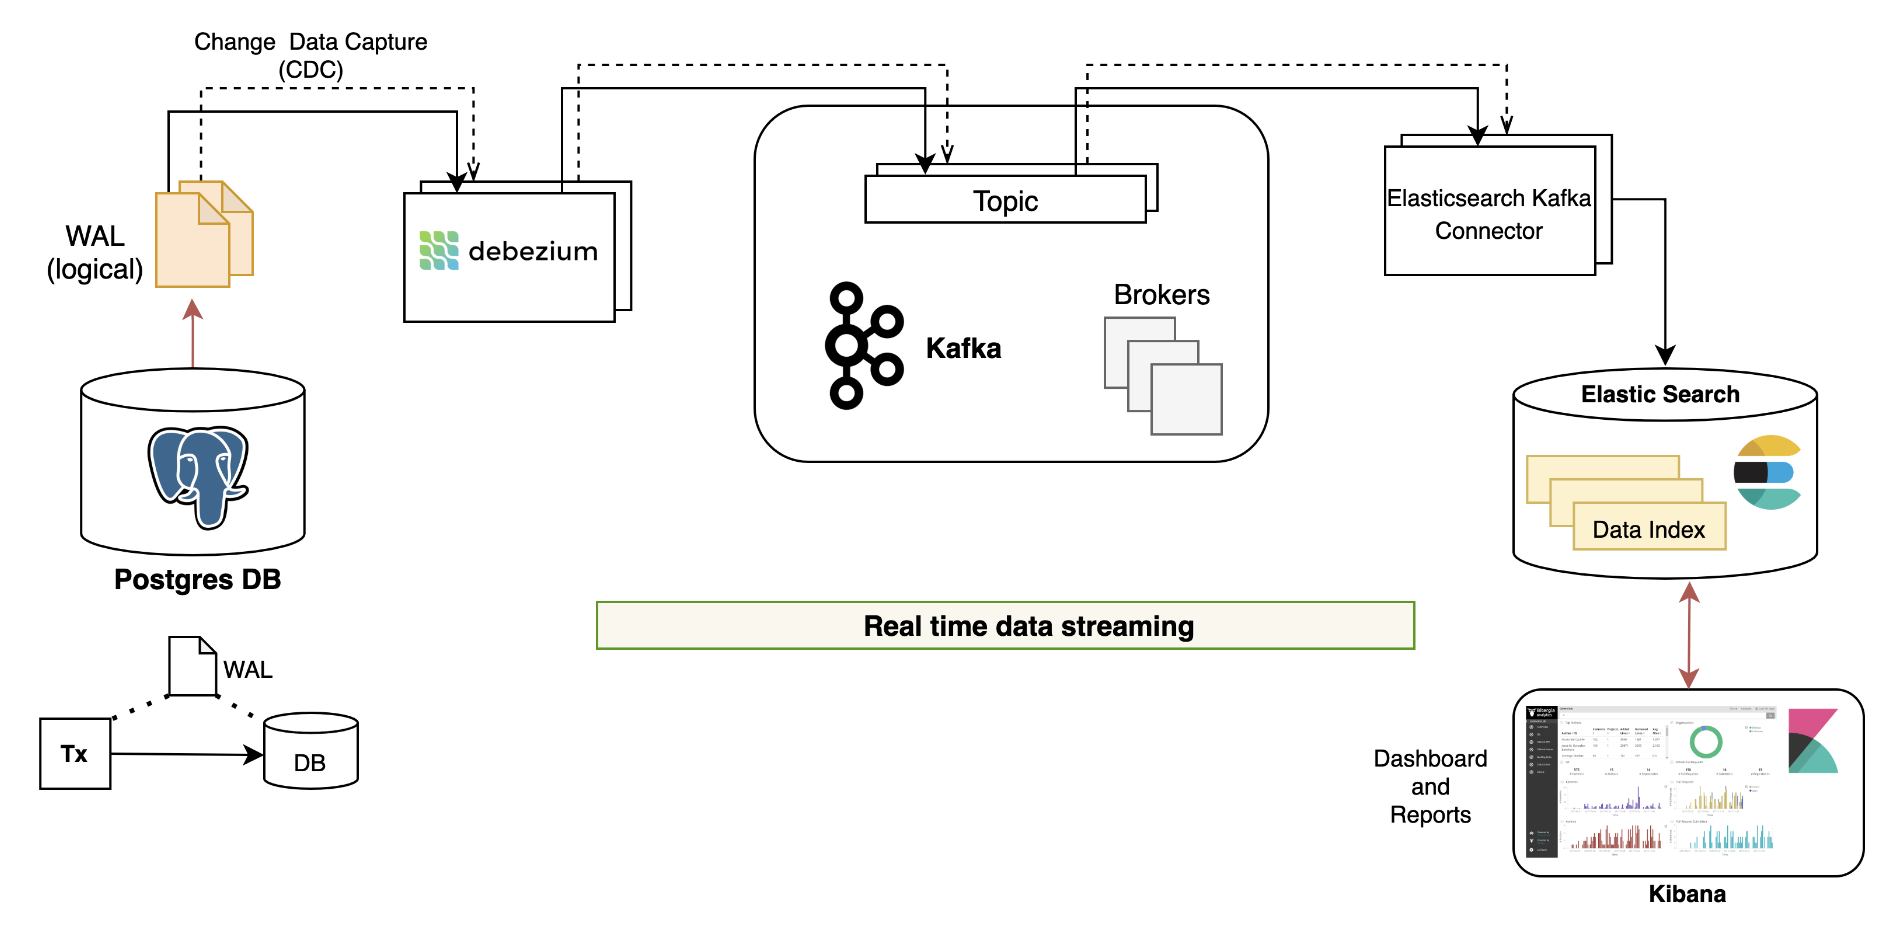 Change  Data Capture
(CDC)
WAL
(logical)
debezium
Topic
Elasticsearch Kafka
Connector
Brokers
Kafka
Elastic Search
Data Index
Postgres DB
Real time data streaming
WAL
Tx
DB
Dashboard
and
Reports
Kibana